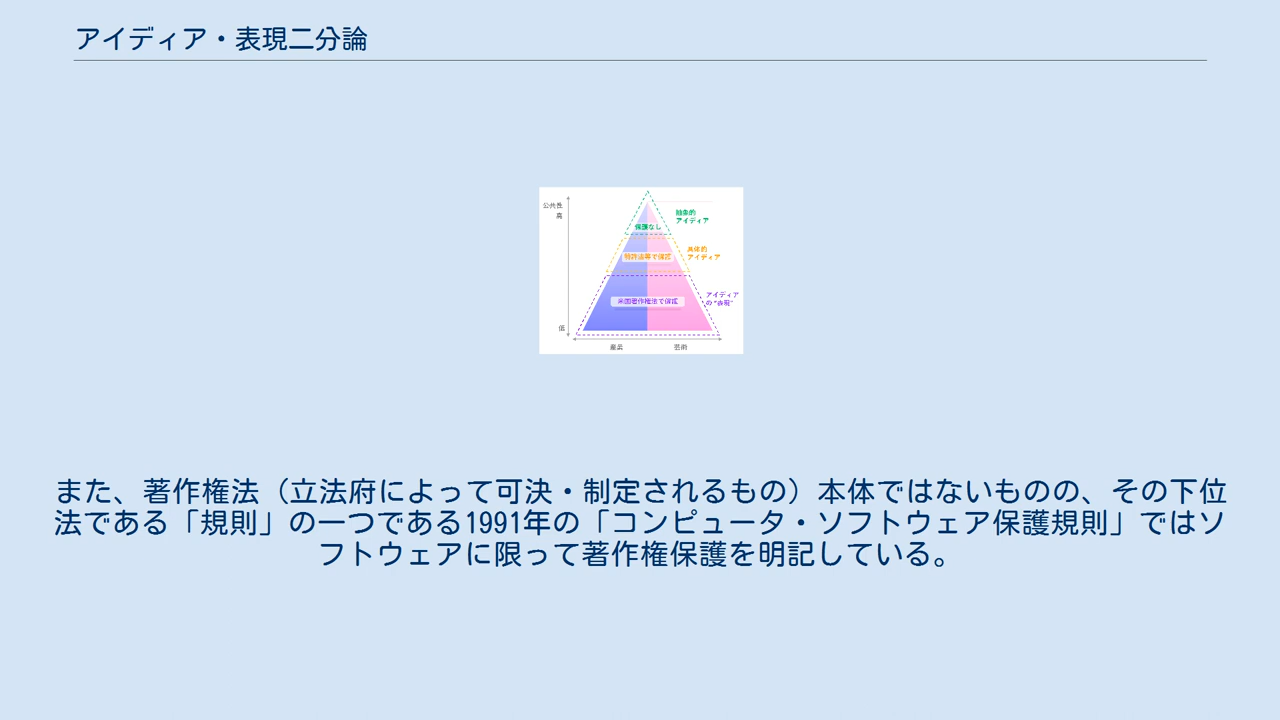 アイディア・表現二分論
公共性
高
保護なし
抽象的
アイディア
特許法等で保護
具体的
アイディア
米国著作権法で保護
アイディア
の "表現"
低
産業
芸術
また、著作権法（立法府によって可決・制定されるもの）本体ではないものの、その下位
法である「規則」の一つである1991年の「コンピュータ・ソフトウェア保護規則」ではソ
フトウェアに限って著作権保護を明記している。